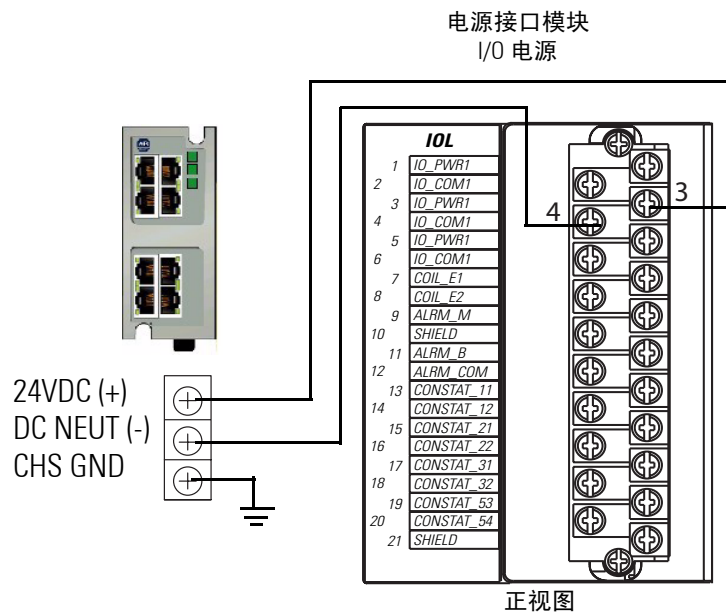 电源接口模块
I/O 电源
IOL
1 IO_PWR1
2 IO_COM1
3 IO_PWR1
4 IO_COM1
5 IO_PWR1
6 IO_COM1
7 COIL_E1
8 COIL_E2
9 ALRM_M
10 SHIELD
11 ALRM_B
12 ALRM_COM
13 CONSTAT_11
14 CONSTAT_12
15 CONSTAT_21
16 CONSTAT_22
17 CONSTAT_31
18 CONSTAT_32
19 CONSTAT_53
20 CONSTAT_54
21 SHIELD
3
4
24VDC (+)
DC NEUT (-)
CHS GND
正视图